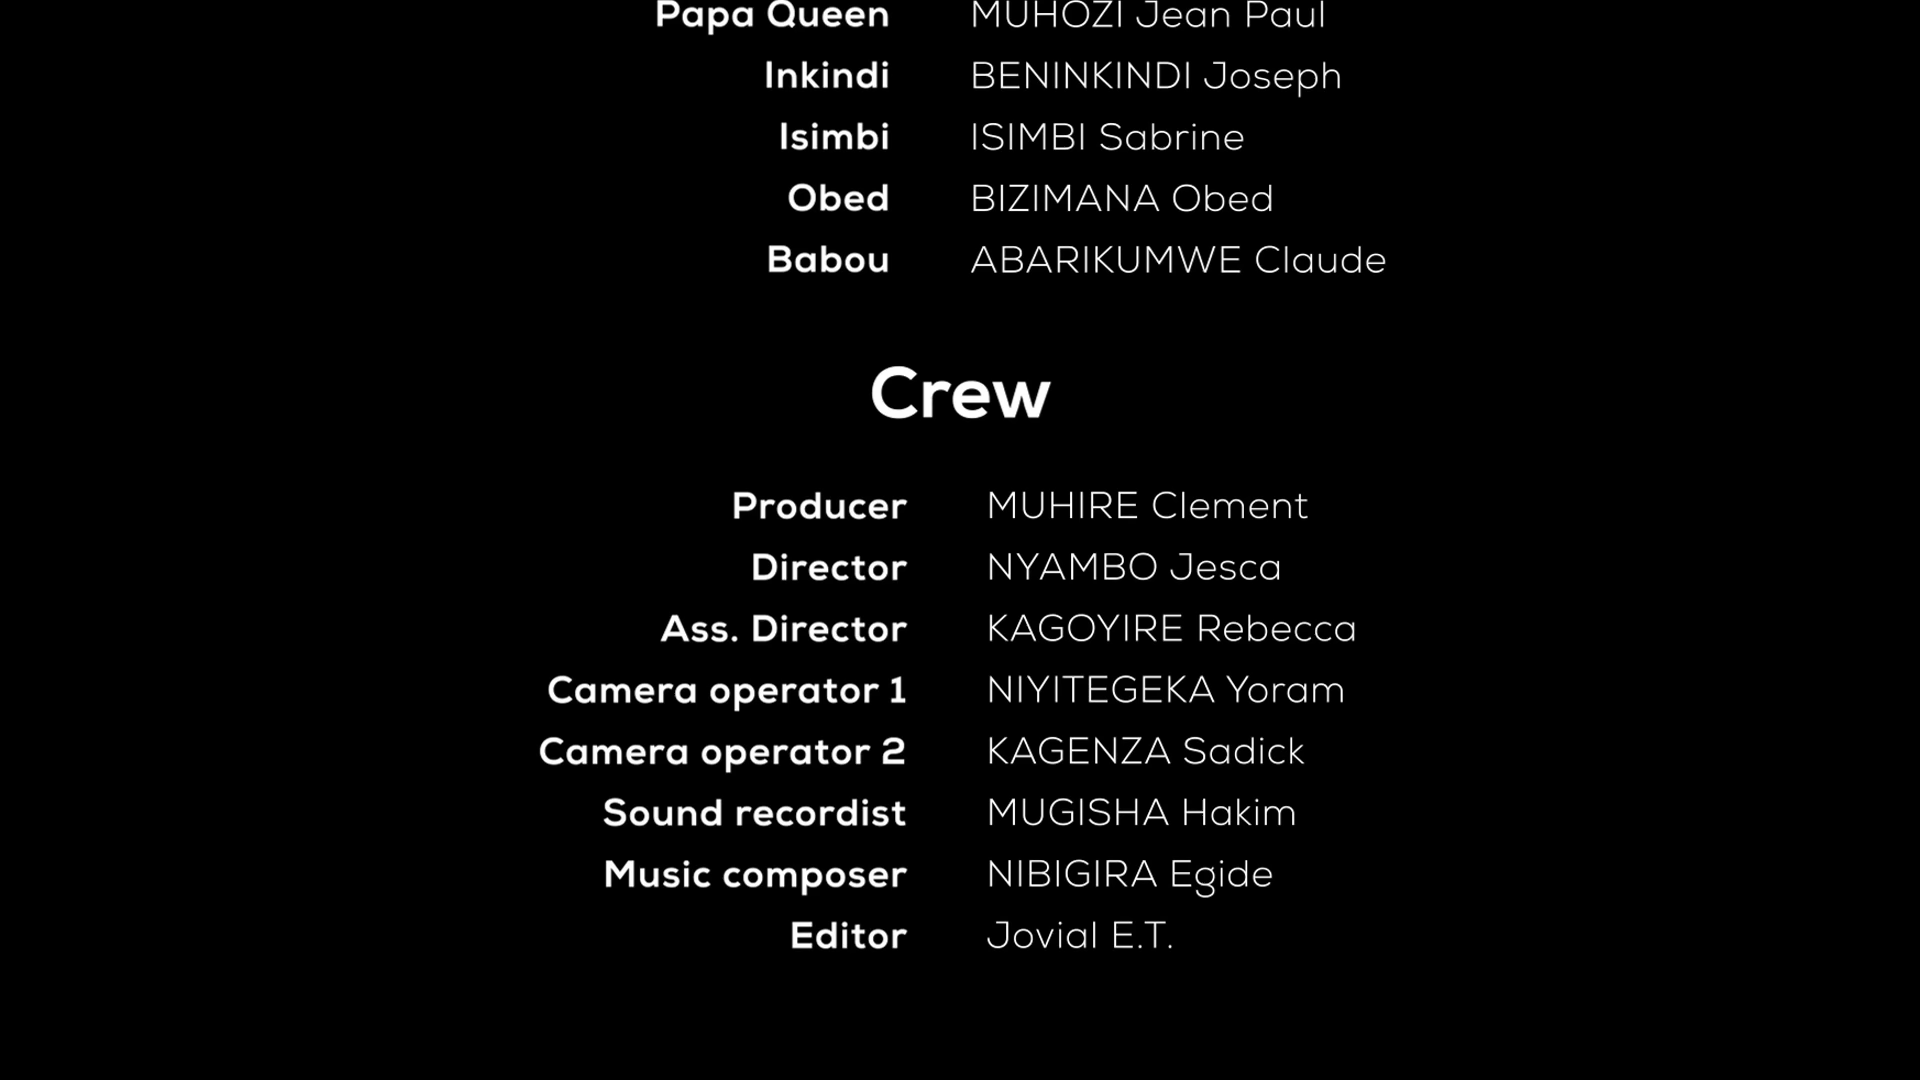 Papa Queen MUHOZI Jean Paul
Inkindi BENINKINDI Joseph
Isimbi ISIMBI Sabrine
Obed BIZIMANA Obed
Babou ABARIKUMWE Claude
Crew
Producer MUHIRE Clement
Director NYAMBO Jesca
Ass. Director KAGOYIRE Rebecca
Camera operator 1 NIYITEGEKA Yoram
Camera operator 2 KAGENZA Sadick
Sound recordist MUGISHA Hakim
Music composer NIBIGIRA Egide
Editor Jovial E.T.